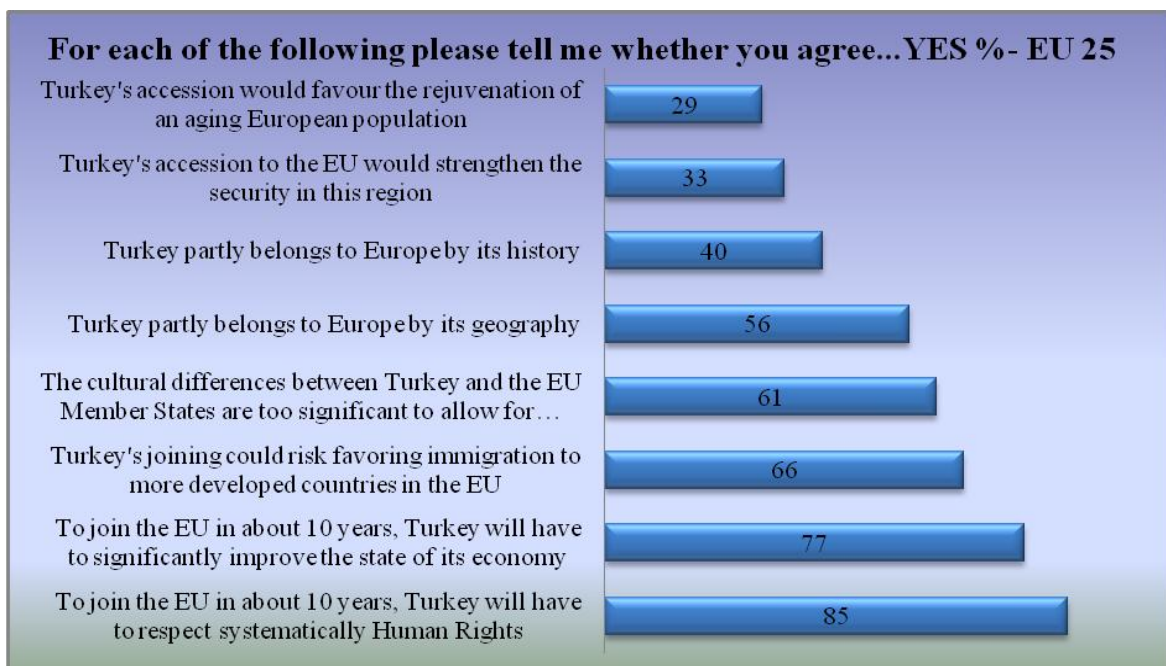 For each of the following please tell me whether you agree...YES %- EU 25
Turkey's accession would favour the rejuvenation of
an aging European population
29
Turkey's accession to the EU would strengthen the
security in this region
33
Turkey partly belongs to Europe by its history
40
Turkey partly belongs to Europe by its geography
56
The cultural differences between Turkey and the EU
Member States are too significant to allow for…
61
Turkey's joining could risk favoring immigration to
more developed countries in the EU
66
To join the EU in about 10 years, Turkey will have
to significantly improve the state of its economy
77
To join the EU in about 10 years, Turkey will have
to respect systematically Human Rights
85